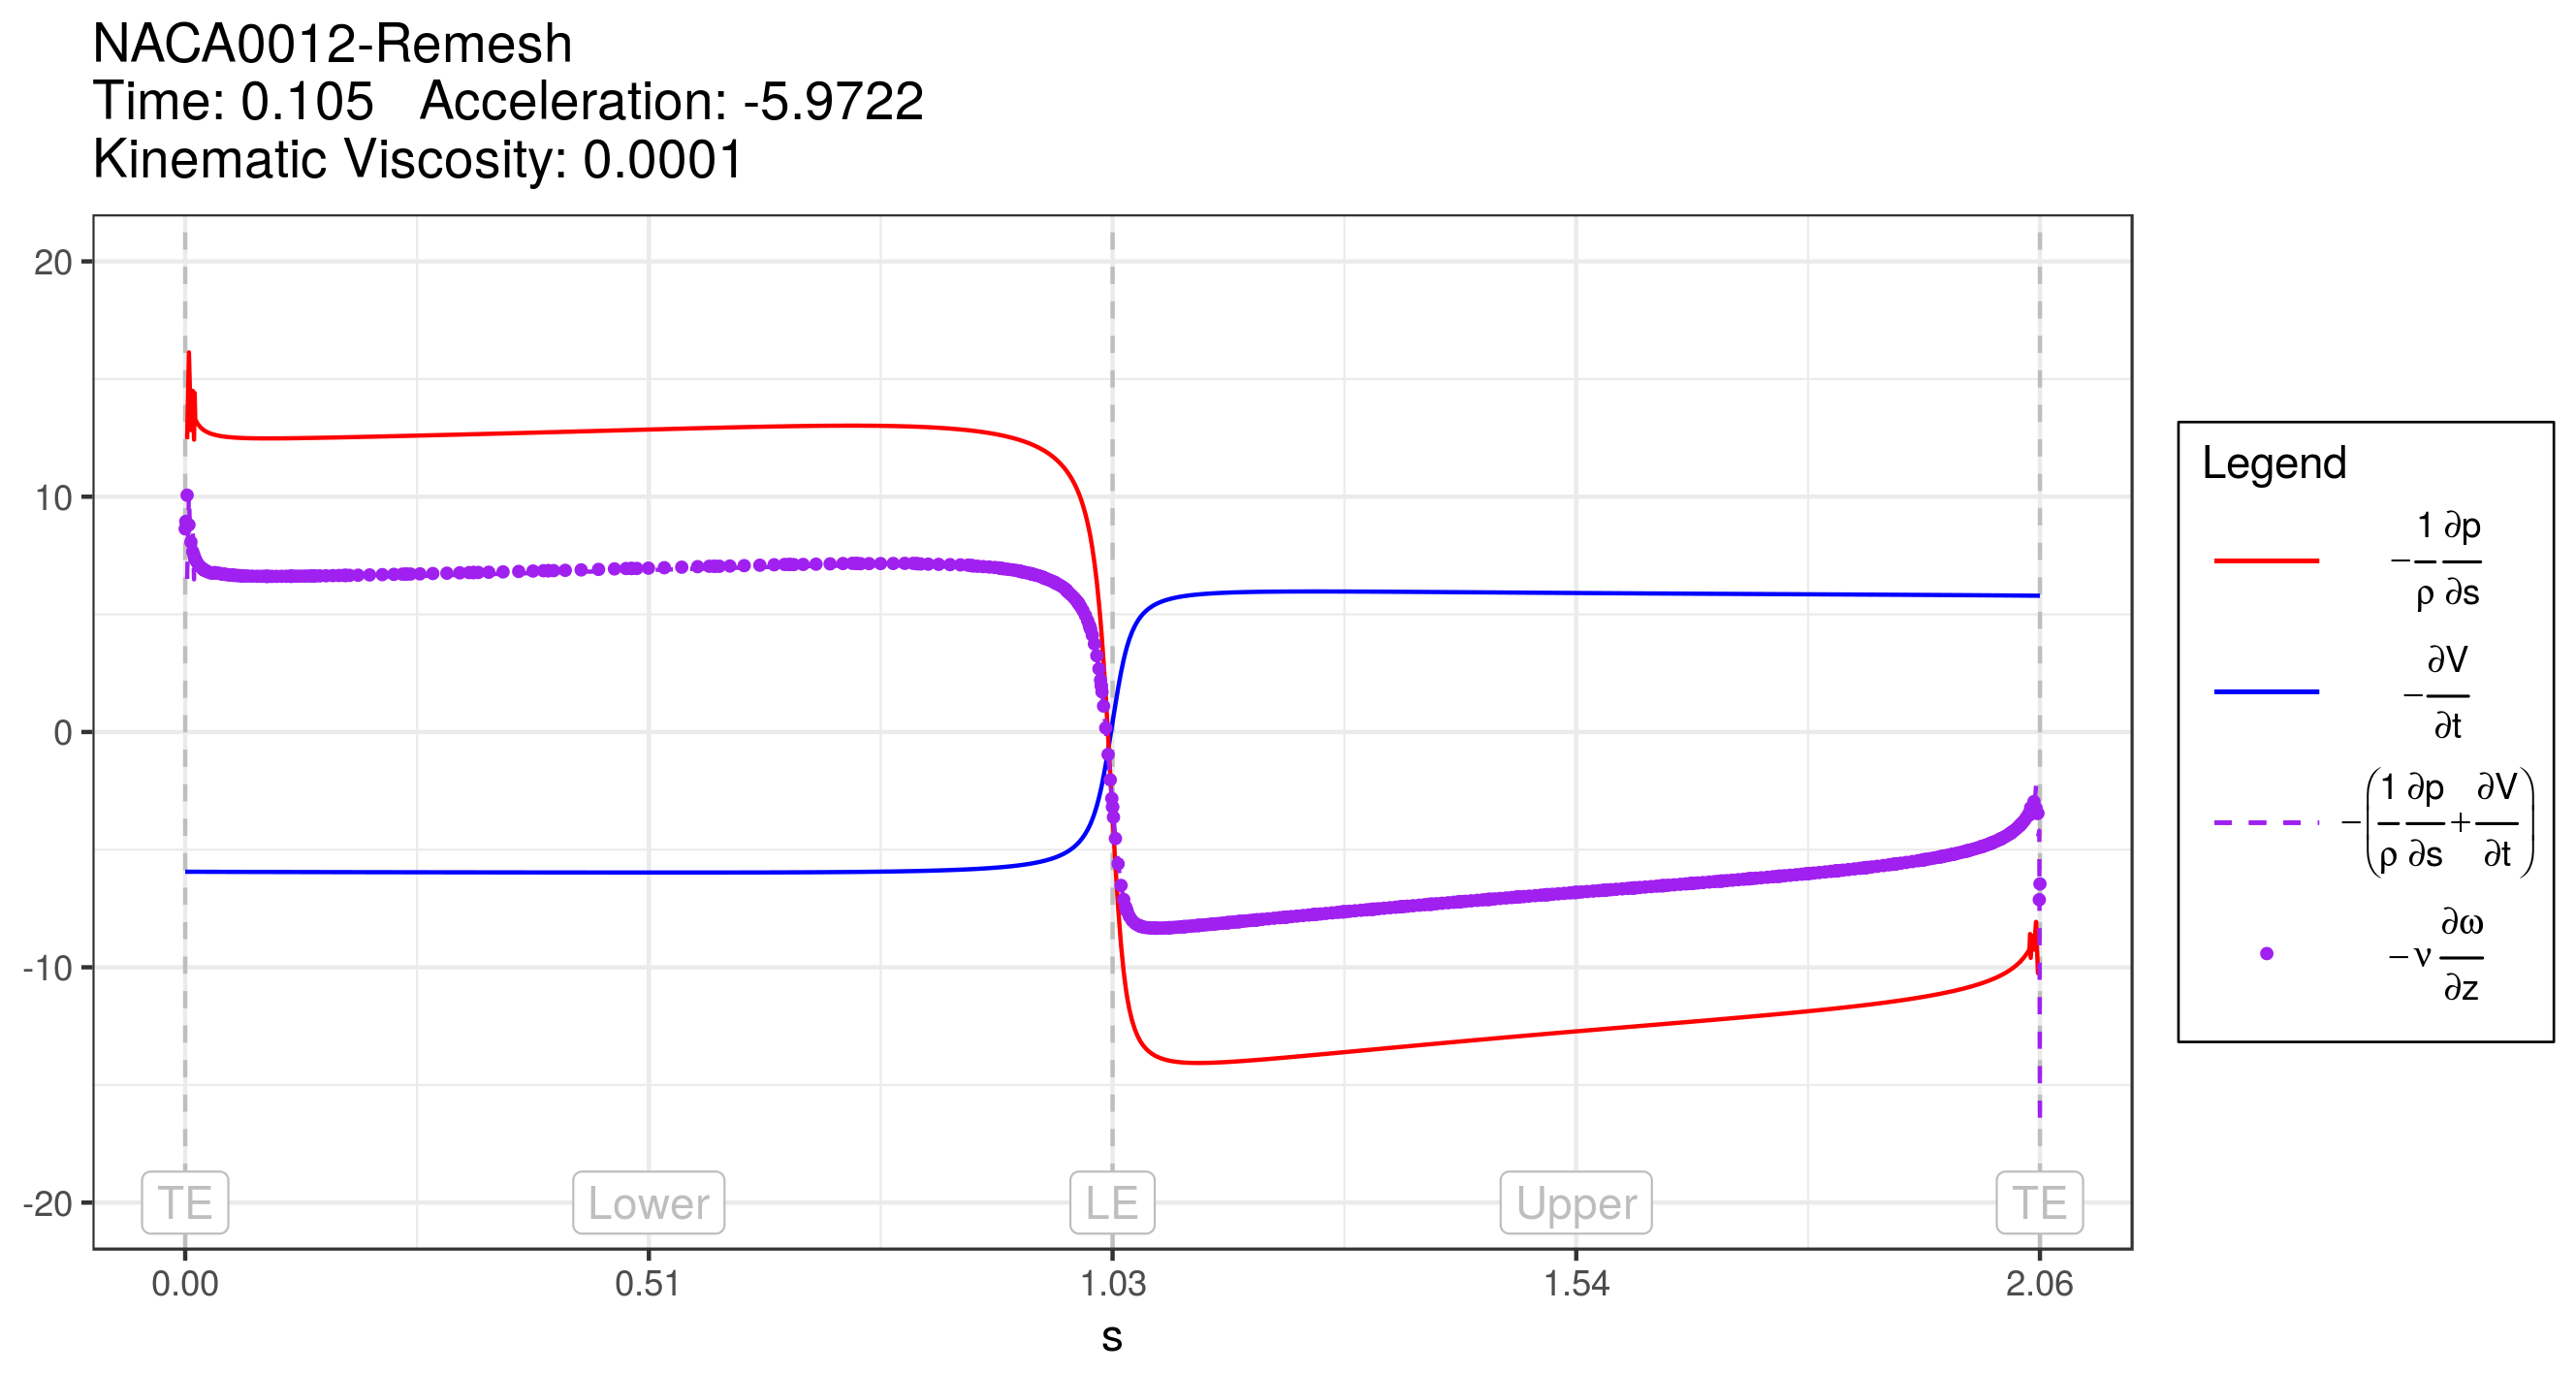 NACA0012-Remesh
Time: 0.105   Acceleration: -5.9722
Kinematic Viscosity: 0.0001
20
10
0
-10
-20
TE
Lower
LE
Upper
TE
0.00
0.51
1.03
1.54
2.06
s
Legend
−1/ρ ∂p/∂s
−∂V/∂t
−(1/ρ ∂p/∂s+∂V/∂t)
−ν ∂ω/∂z